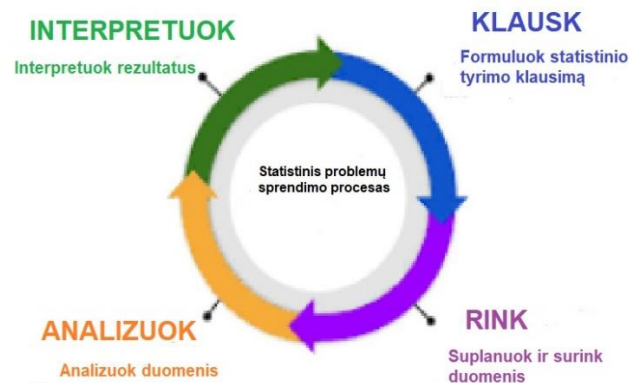 INTERPRETUOK
Interpretuok rezultatus
KLAUSK
Formuluok statistinio
tyrimo klausimą
Statistinis problemų
sprendimo procesas
ANALIZUOK
Analizuok duomenis
RINK
Suplanuok ir surink
duomenis